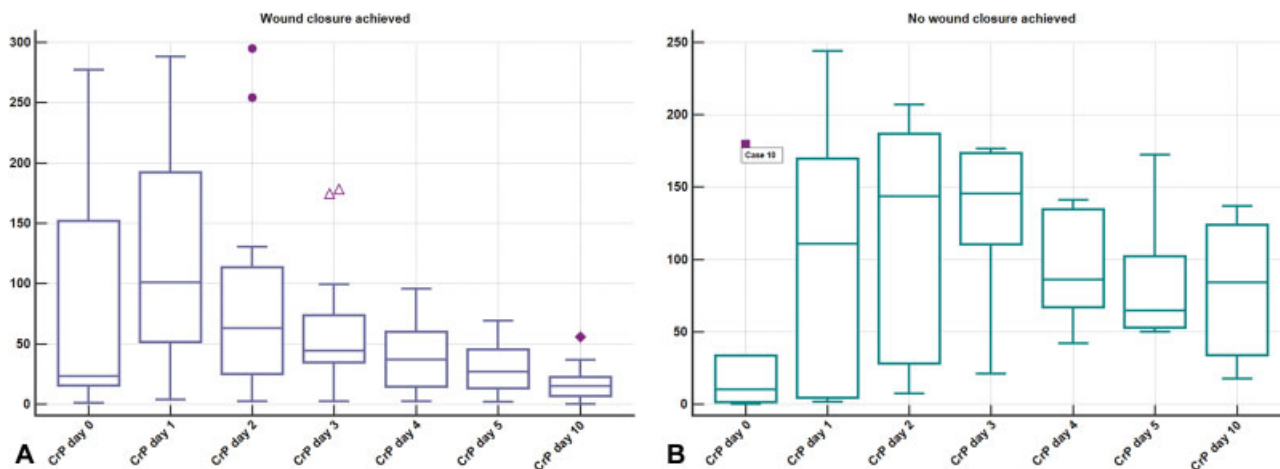 Wound closure achieved
300
250
200
150
100
50
0
CrP day 0
CrP day 1
CrP day 2
CrP day 3
CrP day 4
CrP day 5
CrP day 10
A
No wound closure achieved
250
200
150
100
50
0
Case 10
CrP day 0
CrP day 1
CrP day 2
CrP day 3
CrP day 4
CrP day 5
CrP day 10
B